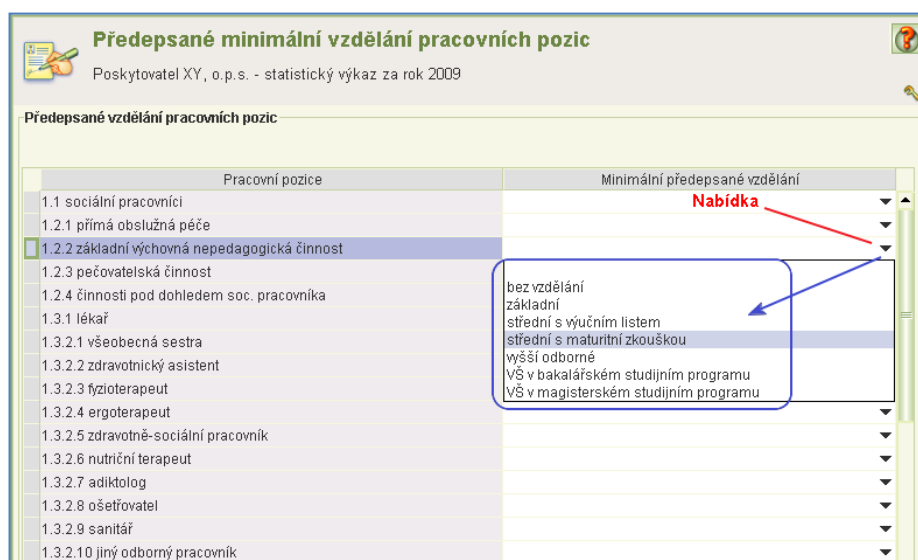 Předepsané minimální vzdělání pracovních pozic
Poskytovatel XY, o.p.s. - statistický výkaz za rok 2009
Předepsané vzdělání pracovních pozic
Pracovní pozice
Minimální předepsané vzdělání
1.1 sociální pracovníci
Nabídka
1.2.1 přímá obslužná péče
1.2.2 základní výchovná nepedagogická činnost
1.2.3 pečovatelská činnost
1.2.4 činnosti pod dohledem soc. pracovníka
1.3.1 lékař
1.3.2.1 všeobecná sestra
1.3.2.2 zdravotnický asistent
1.3.2.3 fyzioterapeut
bez vzdělání
základní
střední s výučním listem
střední s maturitní zkouškou
vyšší odborné
VŠ v bakalářském studijním programu
VŠ v magisterském studijním programu
1.3.2.4 ergoterapeut
1.3.2.5 zdravotně-sociální pracovník
1.3.2.6 nutriční terapeut
1.3.2.7 adiktolog
1.3.2.8 ošetřovatel
1.3.2.9 sanitář
1.3.2.10 jiný odborný pracovník